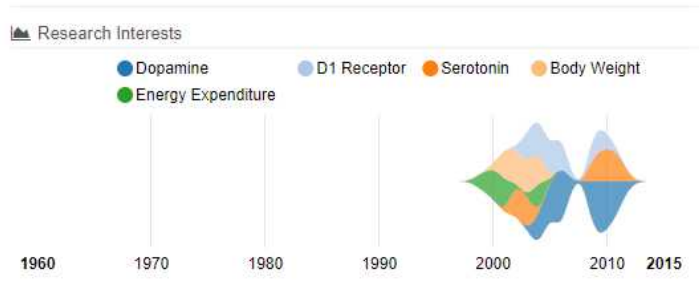 Research Interests
Dopamine D1 Receptor Serotonin Body Weight
Energy Expenditure
1960 1970 1980 1990 2000 2010 2015